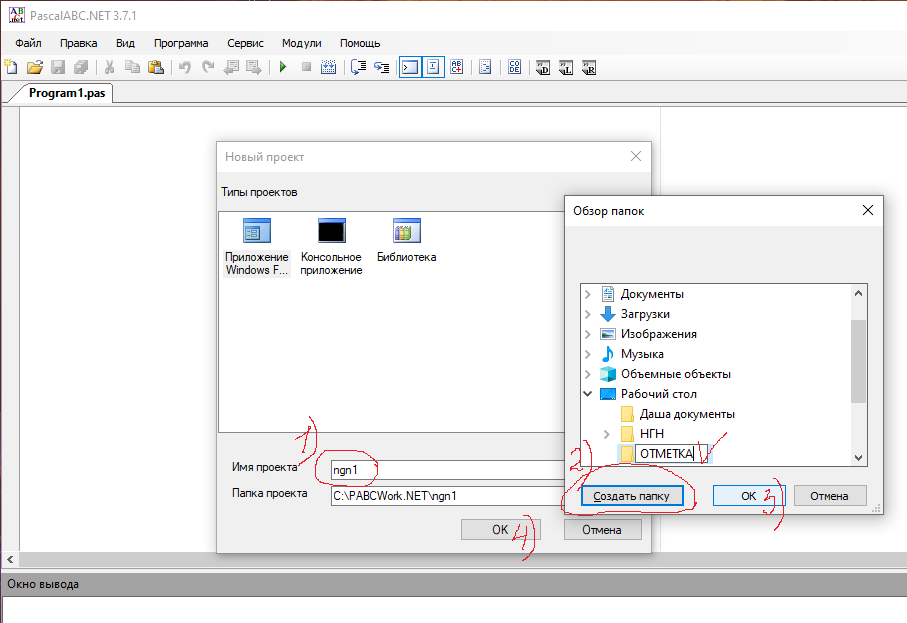 PascalABC.NET 3.7.1
Файл Правка Вид Программа Сервис Модули Помощь
Program1.pas
Новый проект
Типы проектов
Приложение Windows F...
Консольное приложение
Библиотека
1)
Имя проекта ngn1
Папка проекта C:\PABCWork.NET\ngn1
ОК 4) Отмена
Обзор папок
Документы
Загрузки
Изображения
Музыка
Объемные объекты
Рабочий стол
Даша документы
НГН
ОТМЕТКА
2)
Создать папку ОК 3) Отмена
Окно вывода